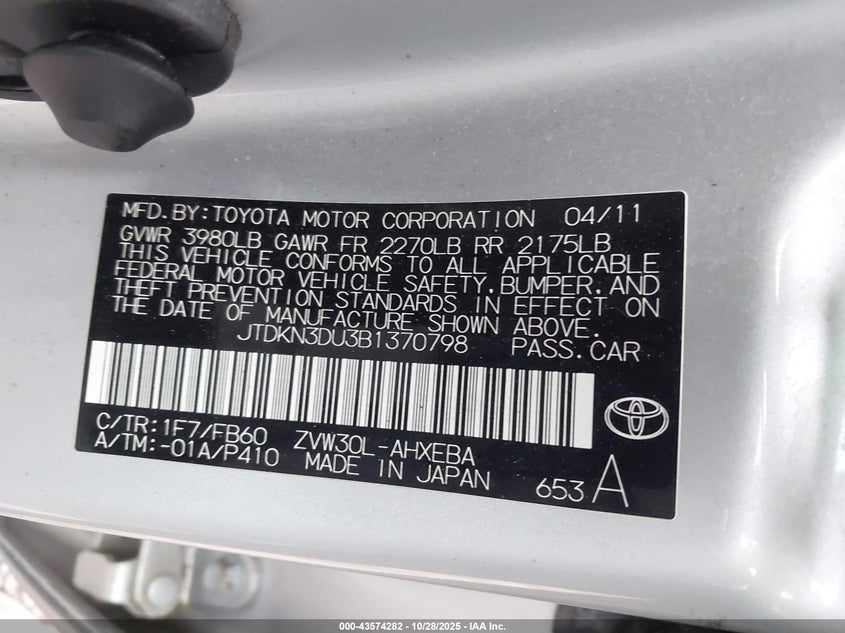 MFD.BY:TOYOTA MOTOR CORPORATION 04/11
GVWR 3980LB GAWR FR 2270LB RR 2175LB
THIS VEHICLE CONFORMS TO ALL APPLICABLE
FEDERAL MOTOR VEHICLE SAFETY,BUMPER,AND
THEFT PREVENTION STANDARDS IN EFFECT ON
THE DATE OF MANUFACTURE SHOWN ABOVE.
JTDKN3DU3B1370798 PASS.CAR
C/TR:1F7/FB60 ZVW30L-AHXEBA
A/TM:-01A/P410 MADE IN JAPAN 653 A
000-43574282 | 10/28/2025 - IAA Inc.